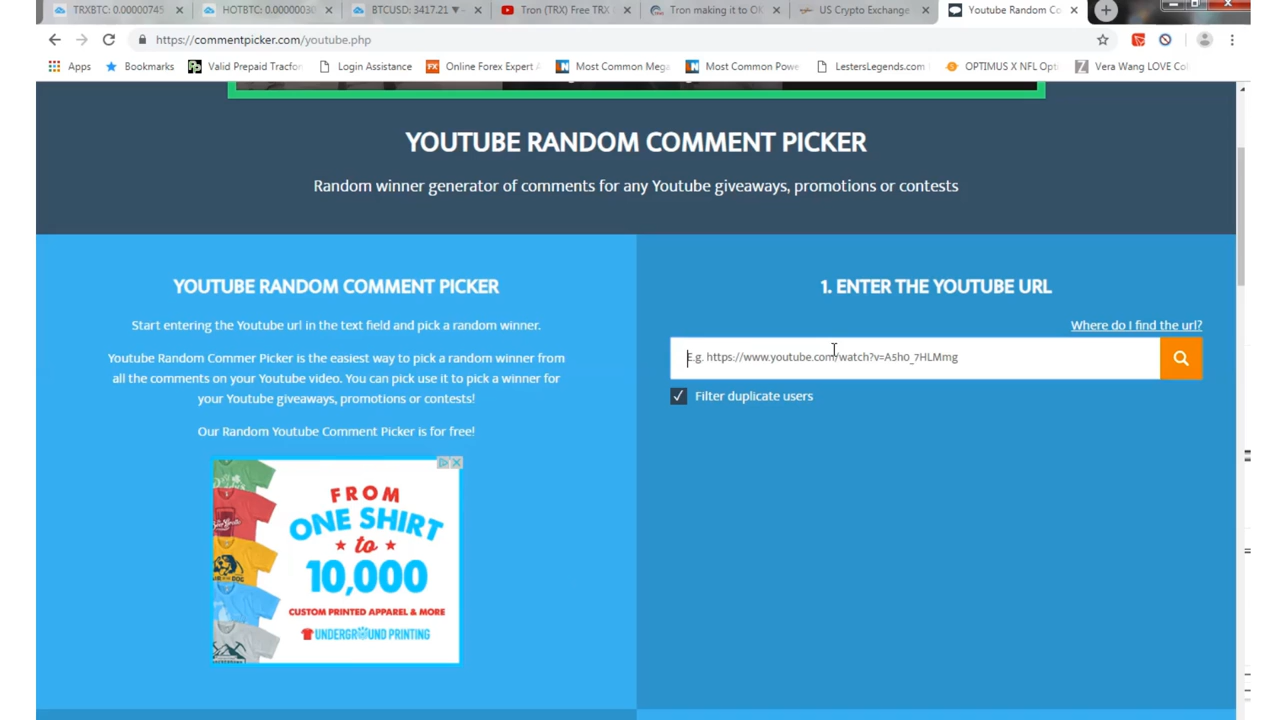 TRXBTC: 0.00000745
HOTBTC: 0.0000003
BTCUSD: 3417.21 ▼
Tron (TRX) Free TRX
Tron making it to OK
US Crypto Exchange
Youtube Random Co
https://commentpicker.com/youtube.php
Apps
Bookmarks
Valid Prepaid Tracfon
Login Assistance
Online Forex Expert A
Most Common Mega
Most Common Powe
LestersLegends.com
OPTIMUS X NFL Opti
Vera Wang LOVE Col
YOUTUBE RANDOM COMMENT PICKER
Random winner generator of comments for any Youtube giveaways, promotions or contests
YOUTUBE RANDOM COMMENT PICKER
Start entering the Youtube url in the text field and pick a random winner.
Youtube Random Commer Picker is the easiest way to pick a random winner from
all the comments on your Youtube video. You can pick use it to pick a winner for
your Youtube giveaways, promotions or contests!
Our Random Youtube Comment Picker is for free!
FROM
ONE SHIRT
to
10,000
CUSTOM PRINTED APPAREL & MORE
UNDERGROUND PRINTING
1. ENTER THE YOUTUBE URL
Where do I find the url?
E.g. https://www.youtube.com/watch?v=A5h0_7HLMmg
Filter duplicate users